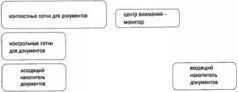 контекстные лотки для документов
центр внимания –
монитор
контрольные лотки
для документов
исходящий
накопитель
документов
входящий
накопитель
документов